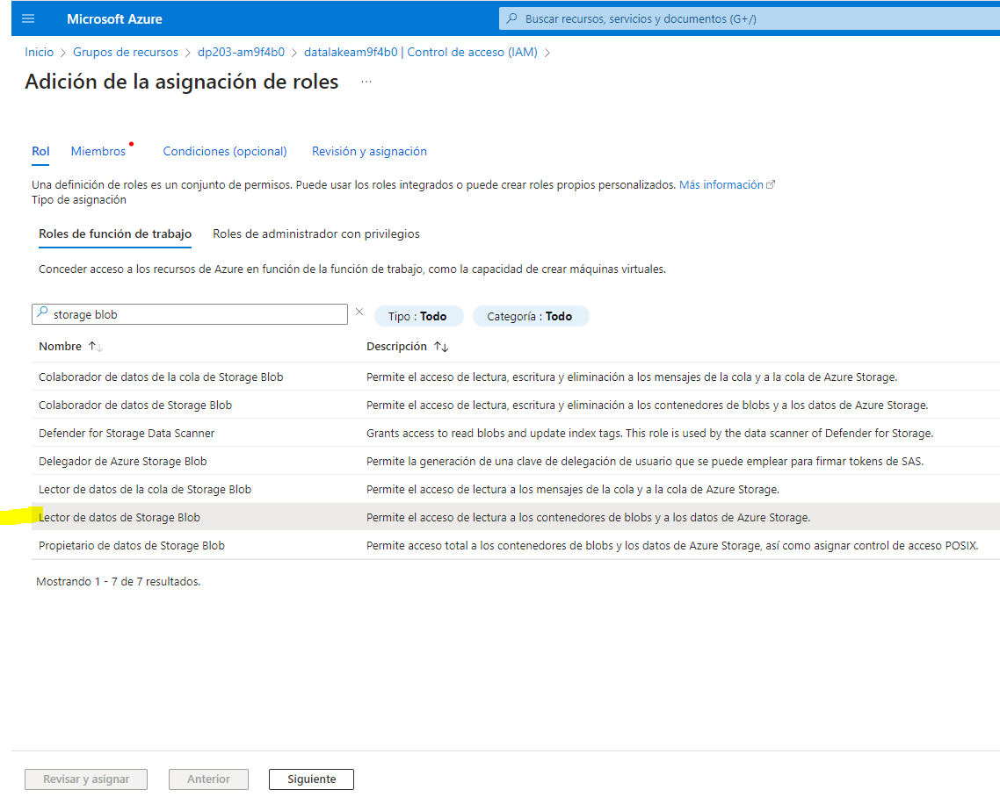 Microsoft Azure
Buscar recursos, servicios y documentos (G+/)
Inicio > Grupos de recursos > dp203-am9f4b0 > datalakeam9f4b0 | Control de acceso (IAM) >
Adición de la asignación de roles ...
Rol Miembros Condiciones (opcional) Revisión y asignación
Una definición de roles es un conjunto de permisos. Puede usar los roles integrados o puede crear roles propios personalizados. Más información
Tipo de asignación
Roles de función de trabajo Roles de administrador con privilegios
Conceder acceso a los recursos de Azure en función de la función de trabajo, como la capacidad de crear máquinas virtuales.
storage blob × Tipo : Todo Categoría : Todo
Nombre ↑↓ Descripción ↑↓
Colaborador de datos de la cola de Storage Blob Permite el acceso de lectura, escritura y eliminación a los mensajes de la cola y a la cola de Azure Storage.
Colaborador de datos de Storage Blob Permite el acceso de lectura, escritura y eliminación a los contenedores de blobs y a los datos de Azure Storage.
Defender for Storage Data Scanner Grants access to read blobs and update index tags. This role is used by the data scanner of Defender for Storage.
Delegador de Azure Storage Blob Permite la generación de una clave de delegación de usuario que se puede emplear para firmar tokens de SAS.
Lector de datos de la cola de Storage Blob Permite el acceso de lectura a los mensajes de la cola y a la cola de Azure Storage.
Lector de datos de Storage Blob Permite el acceso de lectura a los contenedores de blobs y a los datos de Azure Storage.
Propietario de datos de Storage Blob Permite acceso total a los contenedores de blobs y los datos de Azure Storage, así como asignar control de acceso POSIX.
Mostrando 1 - 7 de 7 resultados.
Revisar y asignar Anterior Siguiente